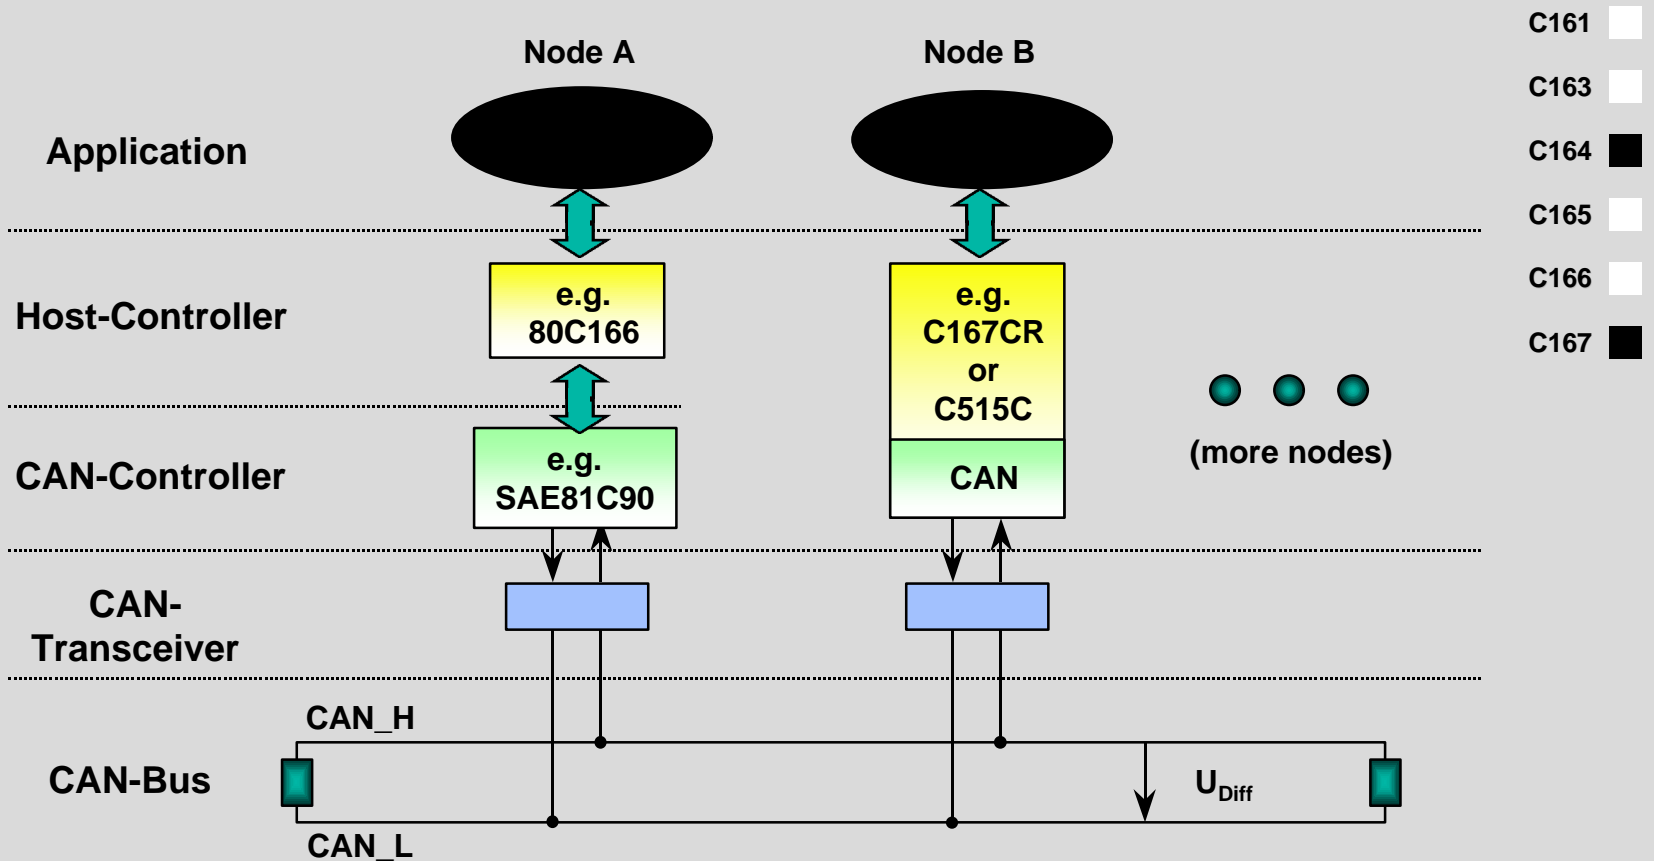 C161
Node A
Node B
C163
Application
C164
C165
e.g.
80C166
e.g.
C167CR
or
C515C
C166
Host-Controller
C167
(more nodes)
CAN-Controller
e.g.
SAE81C90
CAN
CAN-
Transceiver
CAN_H
CAN-Bus
UDiff
CAN_L